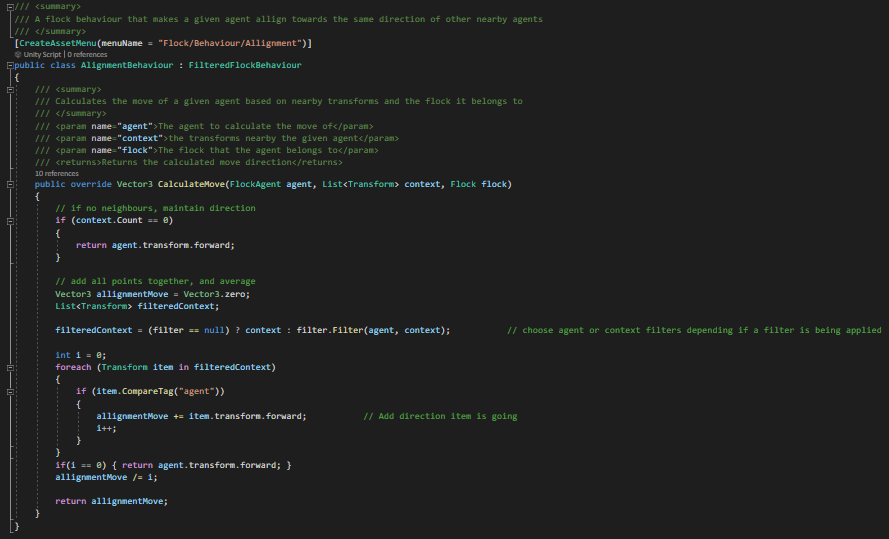 /// <summary>
/// A flock behaviour that makes a given agent allign towards the same direction of other nearby agents
/// </summary>
[CreateAssetMenu(menuName = "Flock/Behaviour/Allignment")]
Unity Script | 0 references
public class AlignmentBehaviour : FilteredFlockBehaviour
{
/// <summary>
/// Calculates the move of a given agent based on nearby transforms and the flock it belongs to
/// </summary>
/// <param name="agent">The agent to calculate the move of</param>
/// <param name="context">the transforms nearby the given agent</param>
/// <param name="flock">The flock that the agent belongs to</param>
/// <returns>Returns the calculated move direction</returns>
10 references
public override Vector3 CalculateMove(FlockAgent agent, List<Transform> context, Flock flock)
{
// if no neighbours, maintain direction
if (context.Count == 0)
{
return agent.transform.forward;
}
// add all points together, and average
Vector3 allignmentMove = Vector3.zero;
List<Transform> filteredContext;
filteredContext = (filter == null) ? context : filter.Filter(agent, context); // choose agent or context filters depending if a filter is being applied
int i = 0;
foreach (Transform item in filteredContext)
{
if (item.CompareTag("agent"))
{
allignmentMove += item.transform.forward; // Add direction item is going
i++;
}
}
if(i == 0) { return agent.transform.forward; }
allignmentMove /= i;
return allignmentMove;
}
}